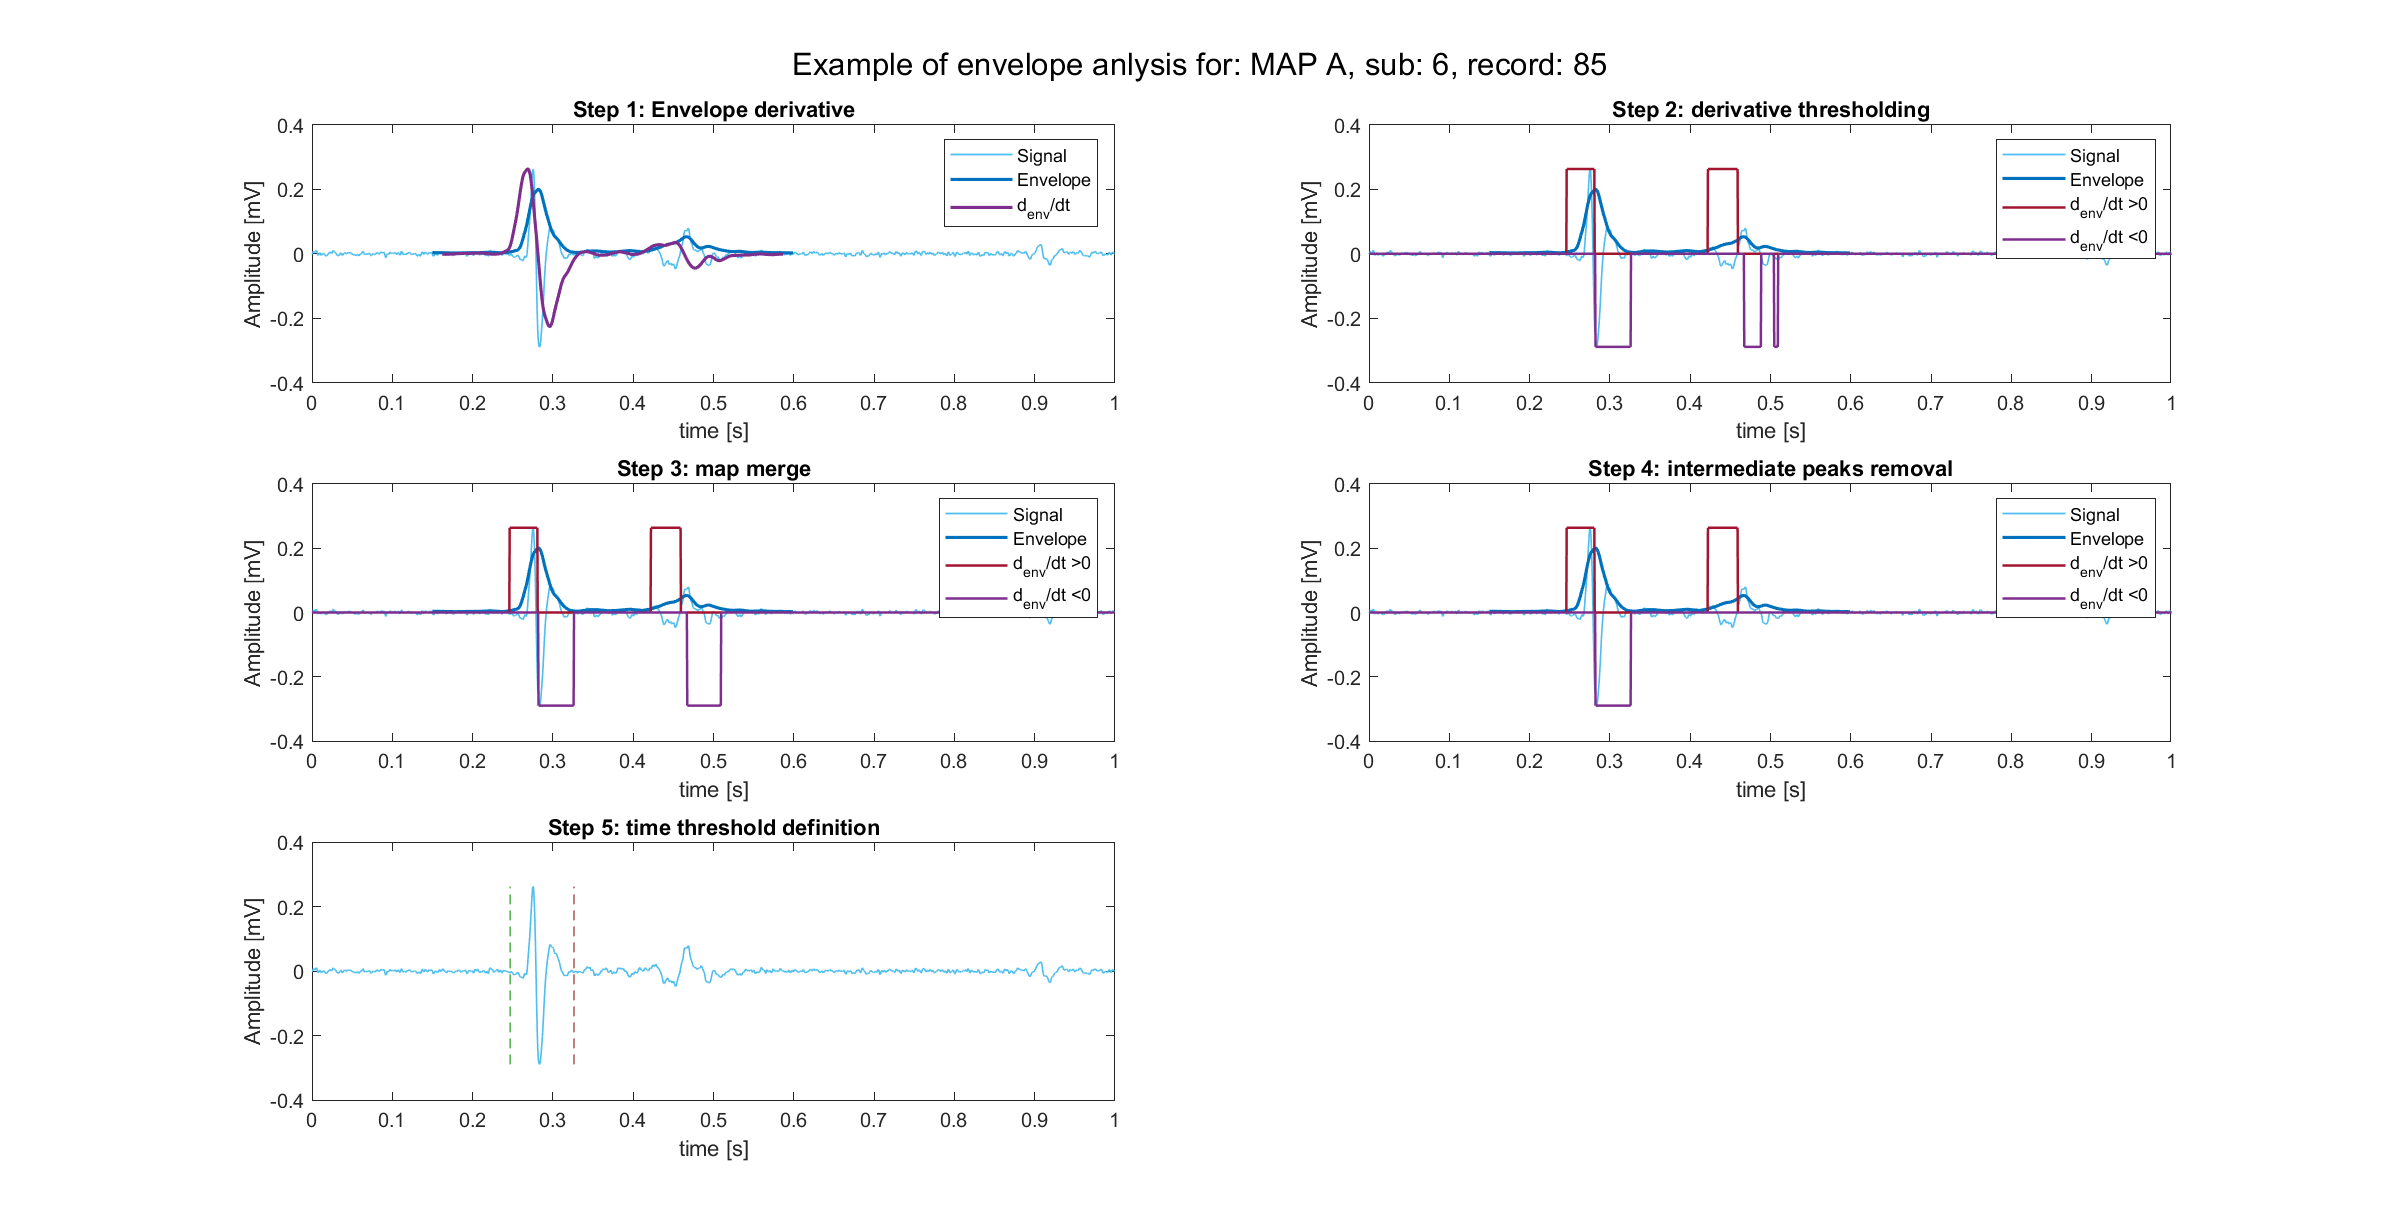 Example of envelope anlysis for: MAP A, sub: 6, record: 85
Step 1: Envelope derivative
0.4
0.2
0
-0.2
-0.4
Amplitude [mV]
0 0.1 0.2 0.3 0.4 0.5 0.6 0.7 0.8 0.9 1
time [s]
Signal
Envelope
d_env/dt
Step 2: derivative thresholding
0.4
0.2
0
-0.2
-0.4
Amplitude [mV]
0 0.1 0.2 0.3 0.4 0.5 0.6 0.7 0.8 0.9 1
time [s]
Signal
Envelope
d_env/dt >0
d_env/dt <0
Step 3: map merge
0.4
0.2
0
-0.2
-0.4
Amplitude [mV]
0 0.1 0.2 0.3 0.4 0.5 0.6 0.7 0.8 0.9 1
time [s]
Signal
Envelope
d_env/dt >0
d_env/dt <0
Step 4: intermediate peaks removal
0.4
0.2
0
-0.2
-0.4
Amplitude [mV]
0 0.1 0.2 0.3 0.4 0.5 0.6 0.7 0.8 0.9 1
time [s]
Signal
Envelope
d_env/dt >0
d_env/dt <0
Step 5: time threshold definition
0.4
0.2
0
-0.2
-0.4
Amplitude [mV]
0 0.1 0.2 0.3 0.4 0.5 0.6 0.7 0.8 0.9 1
time [s]